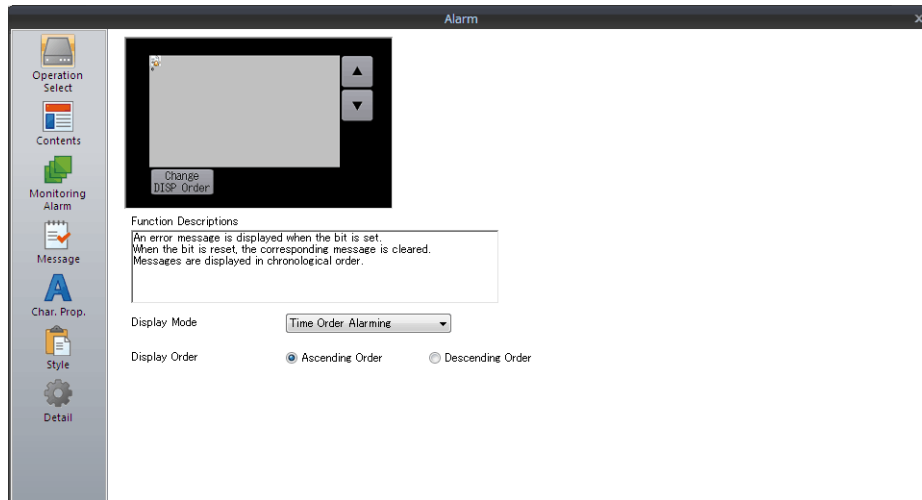 Alarm
x
Operation
Select
Contents
Monitoring
Alarm
Message
Char. Prop.
Style
Detail
Change
DISP Order
Function Descriptions
An error message is displayed when the bit is set.
When the bit is reset, the corresponding message is cleared.
Messages are displayed in chronological order.
Display Mode
Time Order Alarming
Display Order
Ascending Order
Descending Order